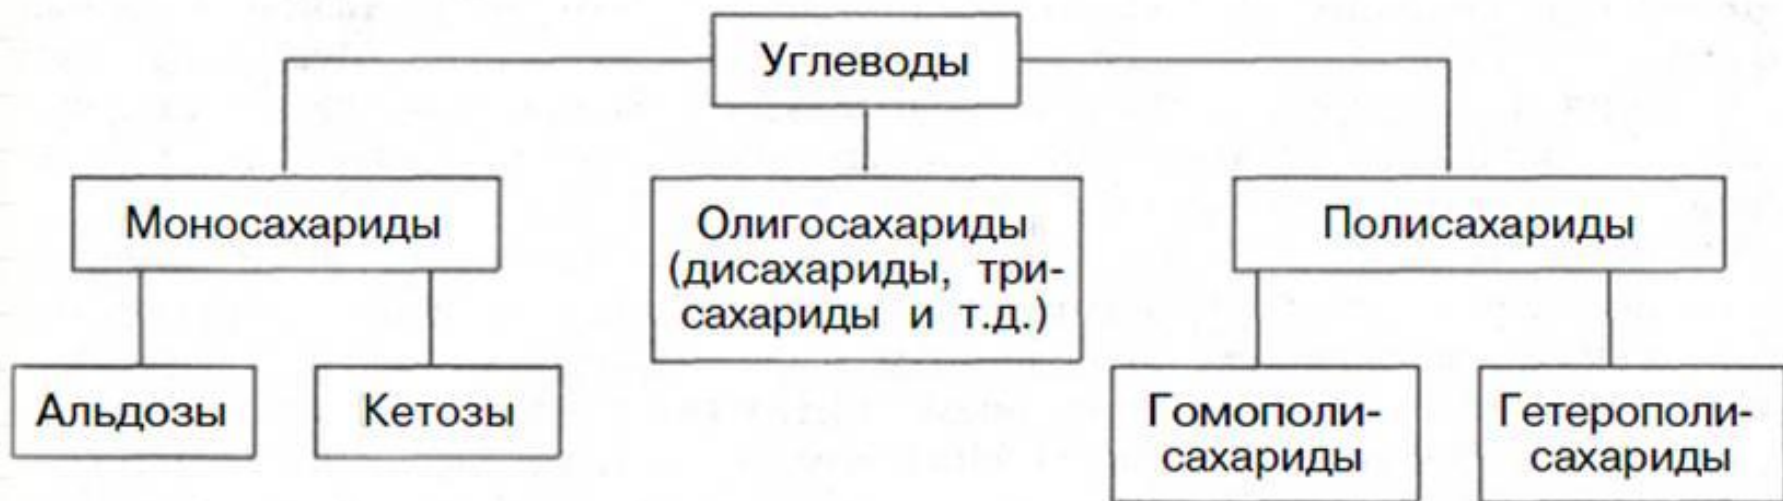 Углеводы
Моносахариды
Олигосахариды
(дисахариды, три-
сахариды и т.д.)
Полисахариды
Альдозы
Кетозы
Гомополи-
сахариды
Гетерополи-
сахариды